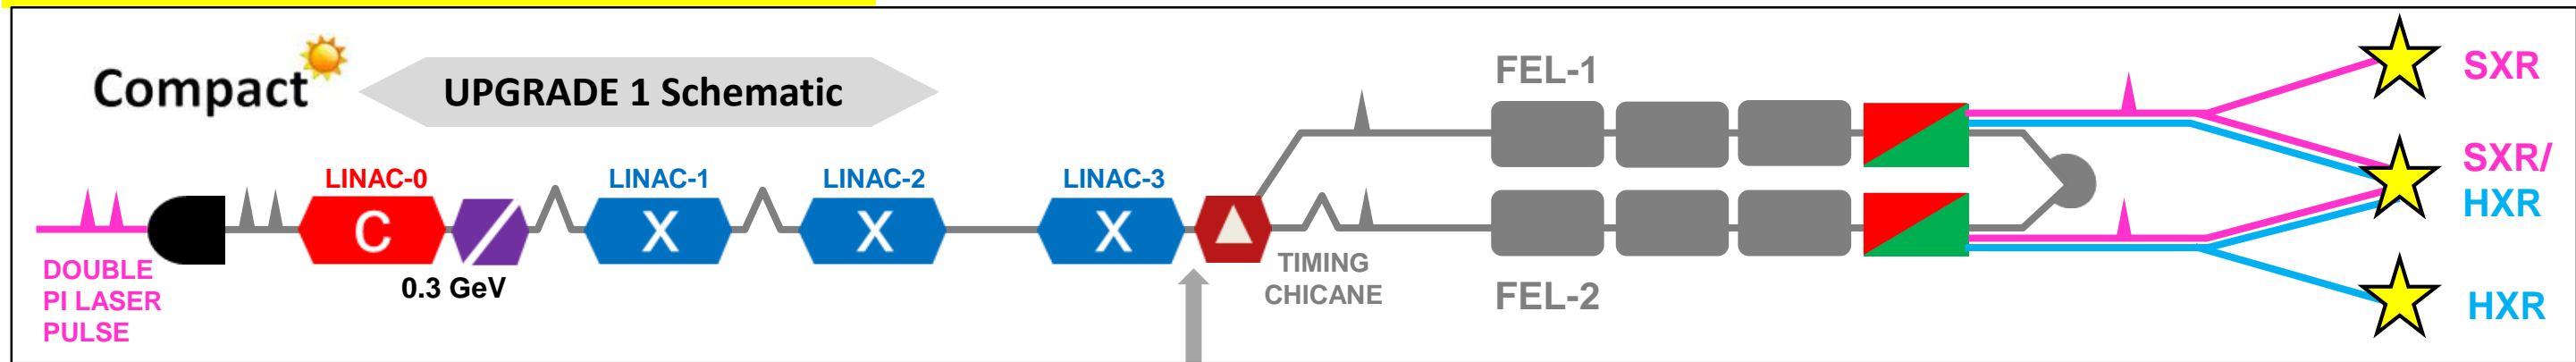 Compact
UPGRADE 1 Schematic
FEL-1
SXR
LINAC-0
LINAC-1
LINAC-2
LINAC-3
SXR/
HXR
C
X
X
X
DOUBLE
PI LASER
PULSE
0.3 GeV
TIMING
CHICANE
FEL-2
HXR